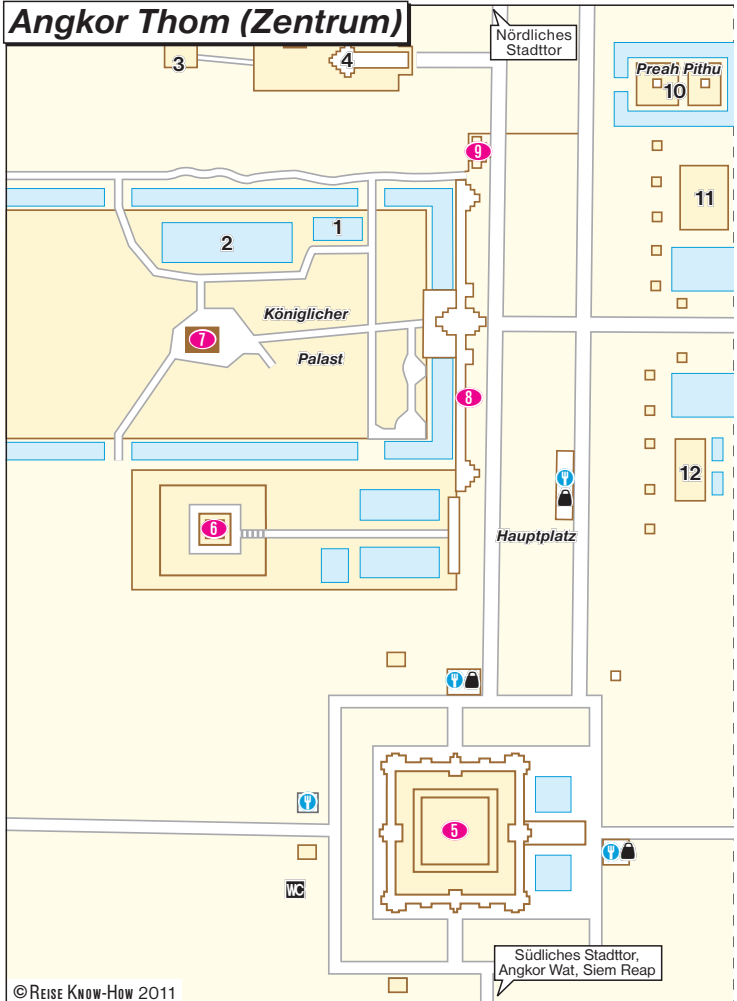 Angkor Thom (Zentrum)
Nördliches
Stadttor
3
4
Preah Pithu
10
9
11
1
2
Königlicher
7
Palast
8
12
6
Hauptplatz
5
WC
Südliches Stadttor,
Angkor Wat, Siem Reap
© REISE KNOW-HOW 2011